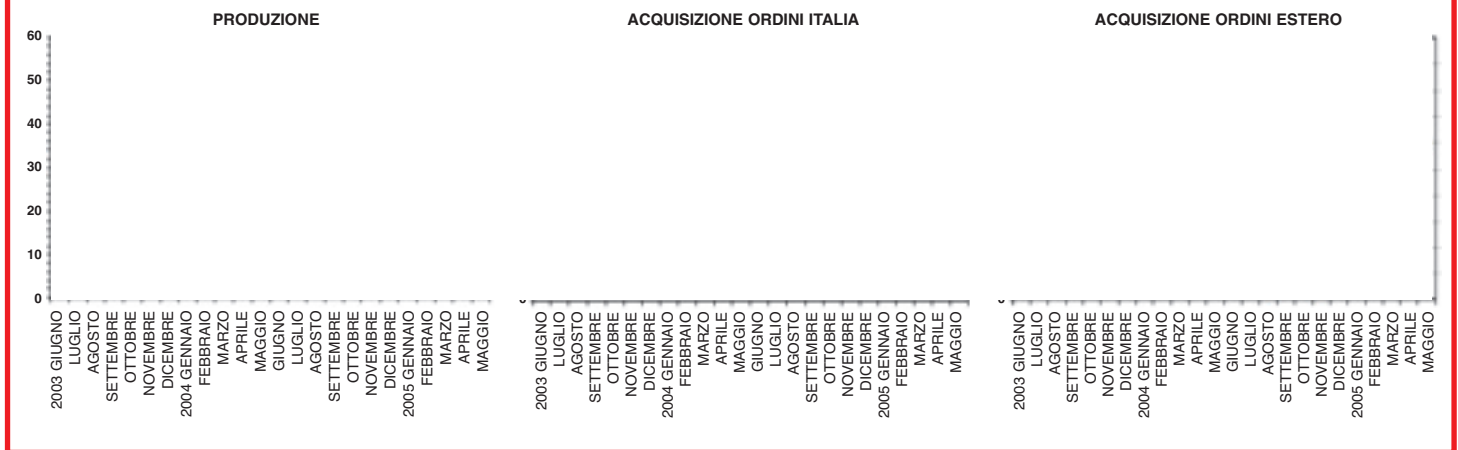 PRODUZIONE
60
50
40
30
20
10
0
2003 GIUGNO
LUGLIO
AGOSTO
SETTEMBRE
OTTOBRE
NOVEMBRE
DICEMBRE
2004 GENNAIO
FEBBRAIO
MARZO
APRILE
MAGGIO
GIUGNO
LUGLIO
AGOSTO
SETTEMBRE
OTTOBRE
NOVEMBRE
DICEMBRE
2005 GENNAIO
FEBBRAIO
MARZO
APRILE
MAGGIO
ACQUISIZIONE ORDINI ITALIA
2003 GIUGNO
LUGLIO
AGOSTO
SETTEMBRE
OTTOBRE
NOVEMBRE
DICEMBRE
2004 GENNAIO
FEBBRAIO
MARZO
APRILE
MAGGIO
GIUGNO
LUGLIO
AGOSTO
SETTEMBRE
OTTOBRE
NOVEMBRE
DICEMBRE
2005 GENNAIO
FEBBRAIO
MARZO
APRILE
MAGGIO
ACQUISIZIONE ORDINI ESTERO
2003 GIUGNO
LUGLIO
AGOSTO
SETTEMBRE
OTTOBRE
NOVEMBRE
DICEMBRE
2004 GENNAIO
FEBBRAIO
MARZO
APRILE
MAGGIO
GIUGNO
LUGLIO
AGOSTO
SETTEMBRE
OTTOBRE
NOVEMBRE
DICEMBRE
2005 GENNAIO
FEBBRAIO
MARZO
APRILE
MAGGIO